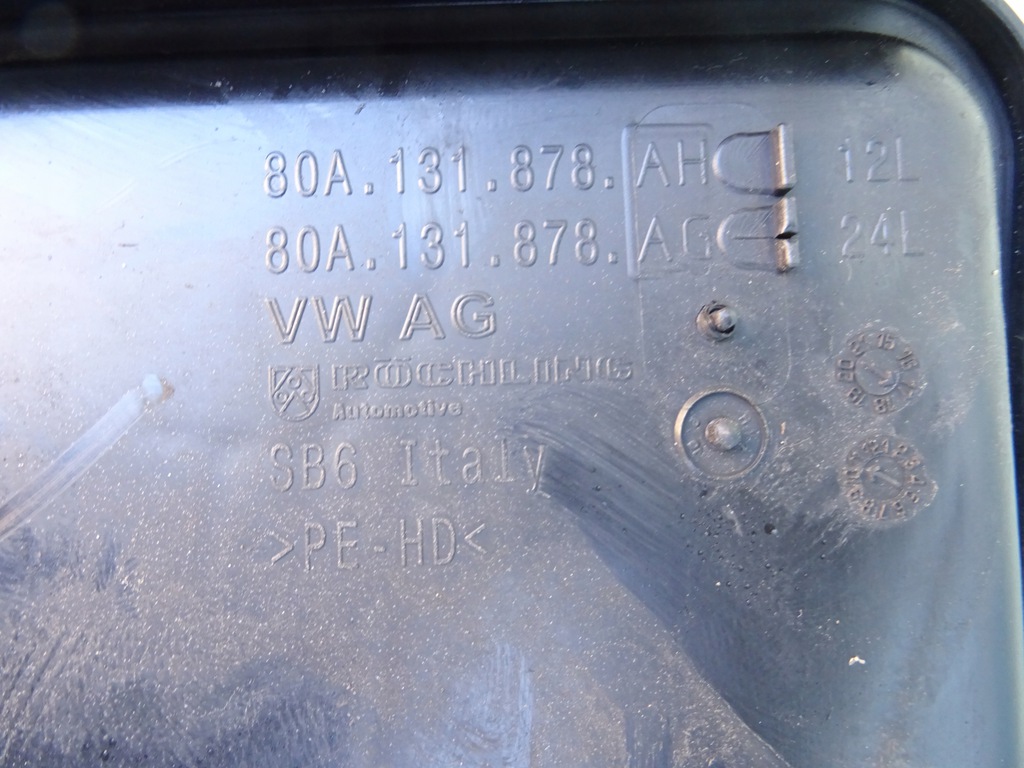 80A.131.878.AH 12L
80A.131.878.AG 24L
VW AG
RÖCHLING
Automotive
SB6 Italy
>PE-HD<